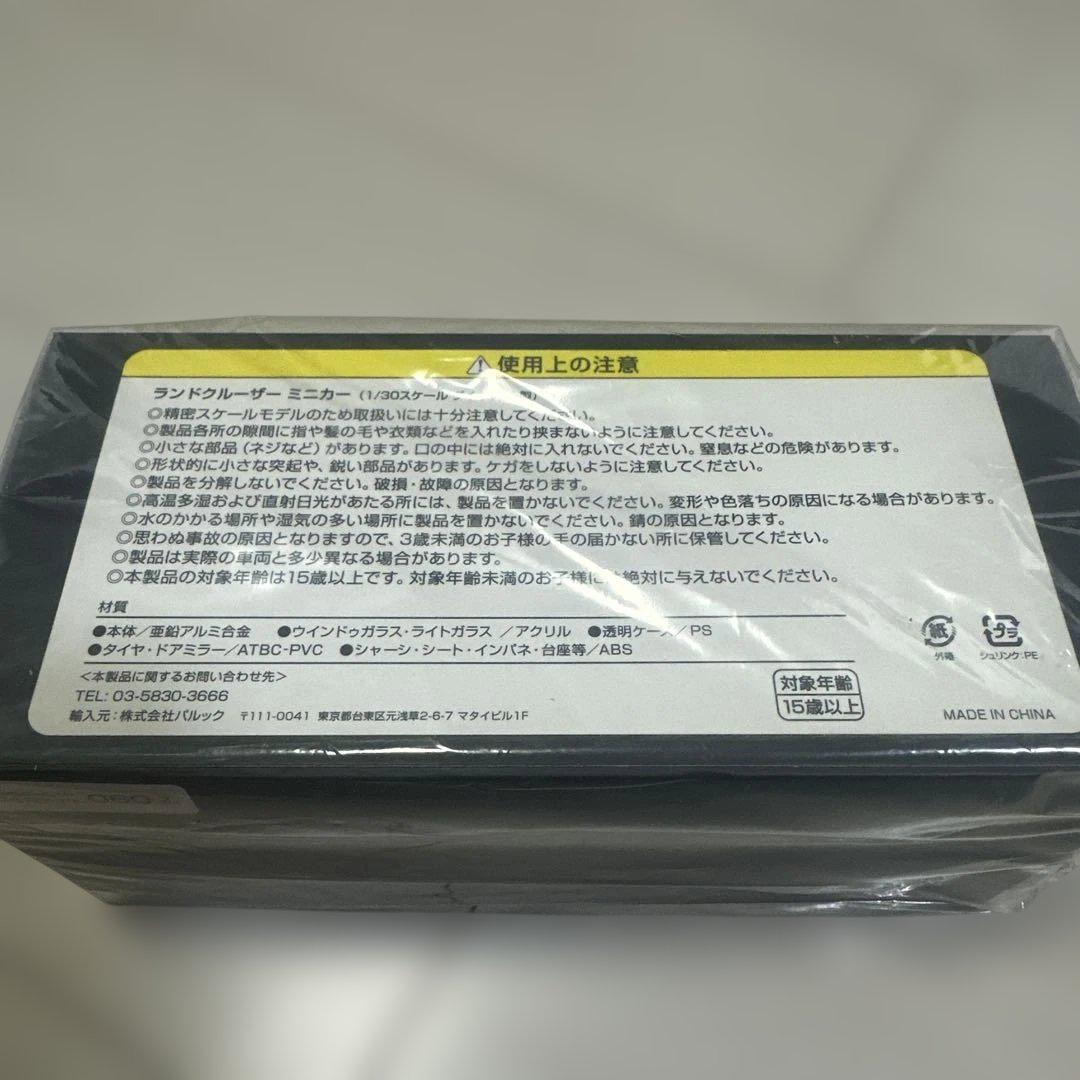 使用上の注意
ランドクルーザー ミニカー (1/30スケール
◎精密スケールモデルのため取扱いには十分注意してください。
◎製品各所の隙間に指や髪の毛や衣類などを入れたり挟まないように注意してください。
◎小さな部品(ネジなど)があります。口の中には絶対に入れないでください。窒息などの危険があります。
◎形状的に小さな突起や、鋭い部品があります。ケガをしないように注意してください。
◎製品を分解しないでください。破損・故障の原因となります。
◎高温多湿および直射日光があたる所には、製品を置かないでください。変形や色落ちの原因になる場合があります。
◎水のかかる場所や湿気の多い場所に製品を置かないでください。錆の原因となります。
◎思わぬ事故の原因となりますので、3歳未満のお子様の手の届かない所に保管してください。
◎製品は実際の車両と多少異なる場合があります。
◎本製品の対象年齢は15歳以上です。対象年齢未満のお子様には絶対に与えないでください。
材質
●本体/亜鉛アルミ合金 ●ウインドゥガラス・ライトガラス /アクリル ●透明ケース/PS
●タイヤ・ドアミラー/ATBC-PVC ●シャーシ・シート・インパネ・台座等/ABS
紙 プラ
外箱 シュリンク:PE
<本製品に関するお問い合わせ先>
TEL: 03-5830-3666
輸入元:株式会社パルック 〒111-0041 東京都台東区元浅草2-6-7 マタイビル1F
対象年齢
15歳以上
MADE IN CHINA